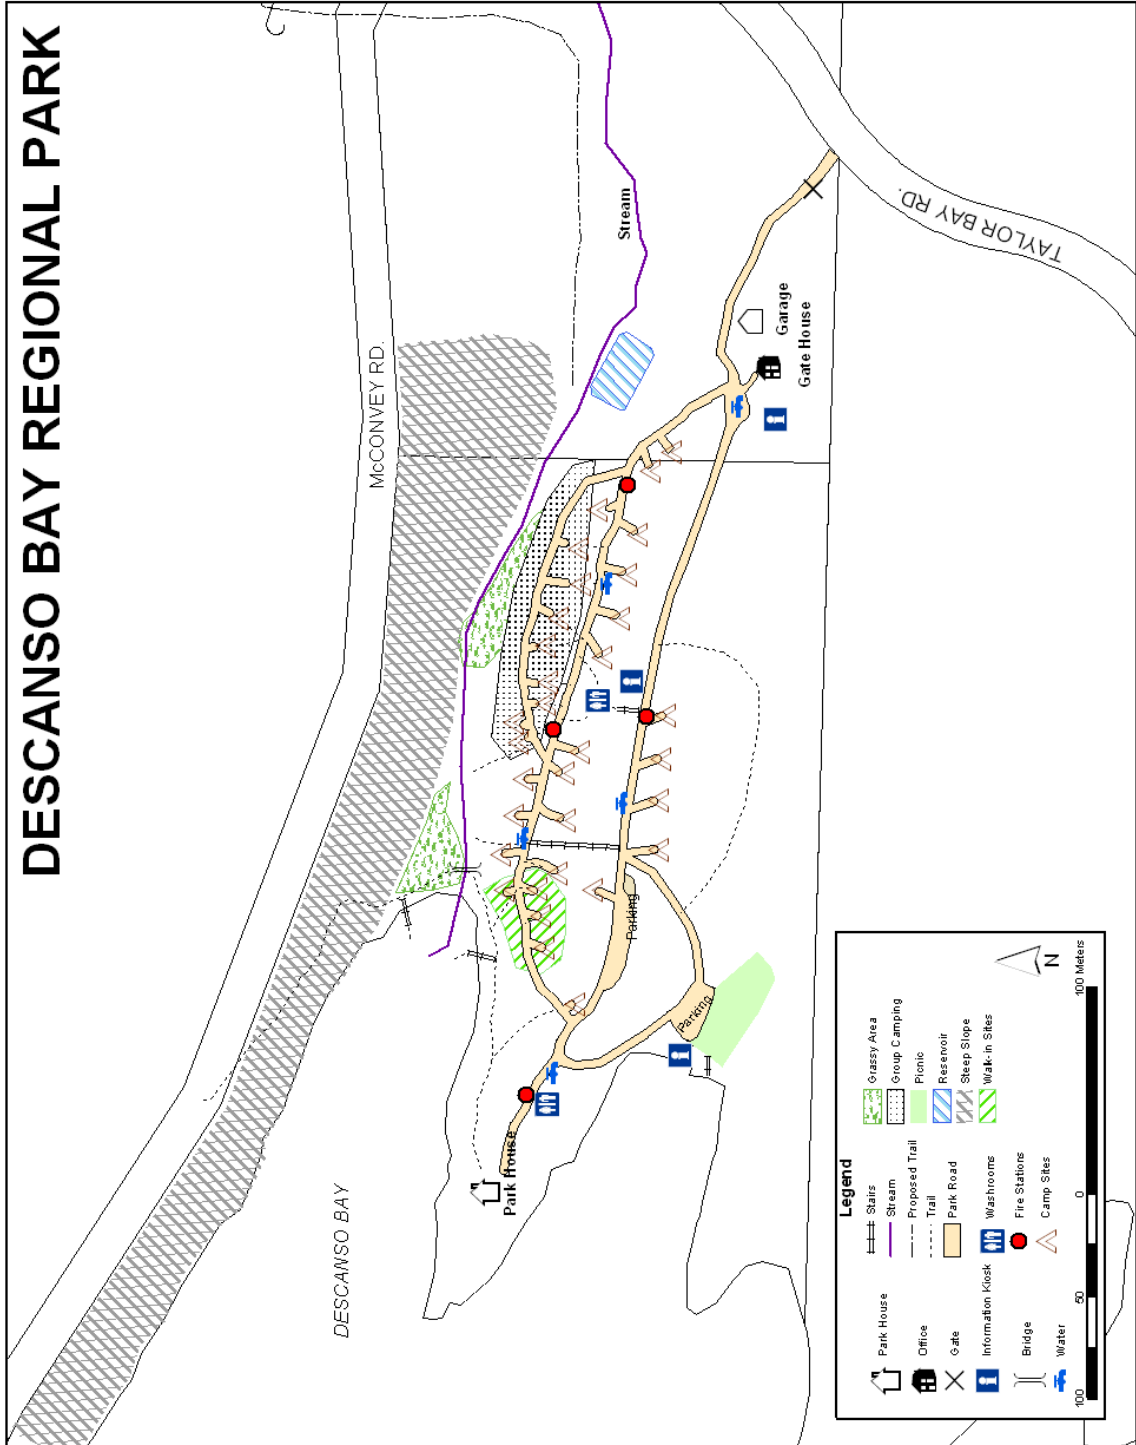 DESCANSO BAY REGIONAL PARK
McCONVEY RD.
Stream
TAYLOR BAY RD.
Garage
Gate House
Parking
Parking
Park House
DESCANSO BAY
Legend
Park House
Office
Gate
Information Kiosk
Bridge
Water
Stairs
Stream
Proposed Trail
Trail
Park Road
Washrooms
Fire Stations
Camp Sites
Grassy Area
Group Camping
Picnic
Reservoir
Steep Slope
Walk-in Sites
N
100 50 0 100 Meters